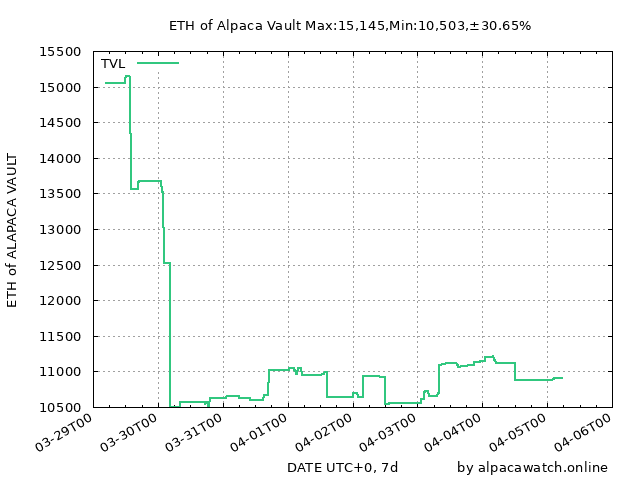 ETH of Alpaca Vault Max:15,145,Min:10,503,±30.65%
TVL
15500
15000
14500
14000
13500
13000
12500
12000
11500
11000
10500
ETH of ALAPACA VAULT
03-29T00
03-30T00
03-31T00
04-01T00
04-02T00
04-03T00
04-04T00
04-05T00
04-06T00
DATE UTC+0, 7d
by alpacawatch.online